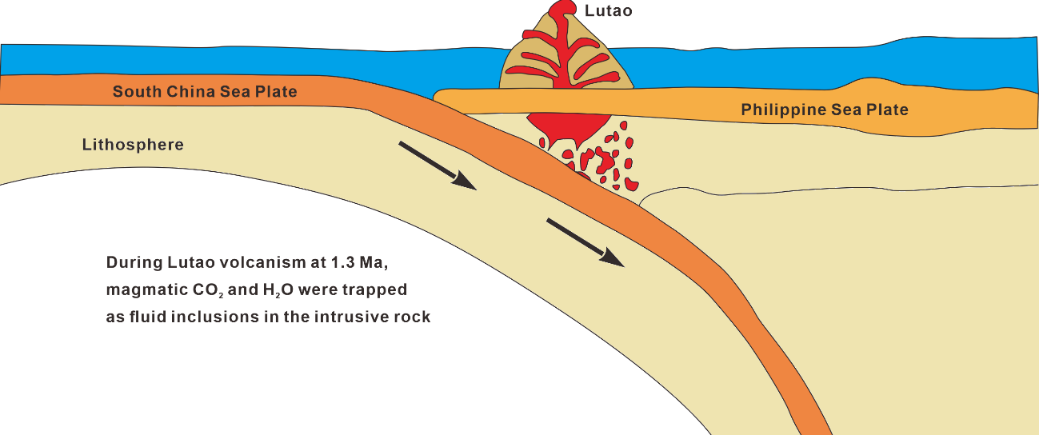 Lutao
South China Sea Plate
Philippine Sea Plate
Lithosphere
During Lutao volcanism at 1.3 Ma,
magmatic CO₂ and H₂O were trapped
as fluid inclusions in the intrusive rock